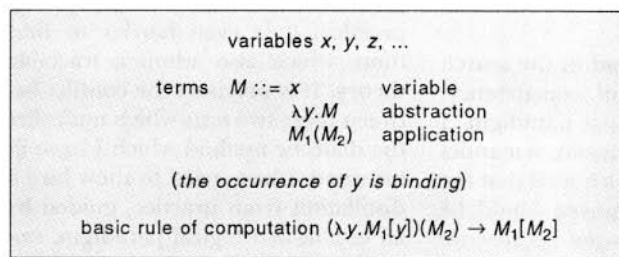 variables x, y, z, ...
terms M ::= x variable
λy.M abstraction
M₁(M₂) application
(the occurrence of y is binding)
basic rule of computation (λy.M₁[y])(M₂) → M₁[M₂]